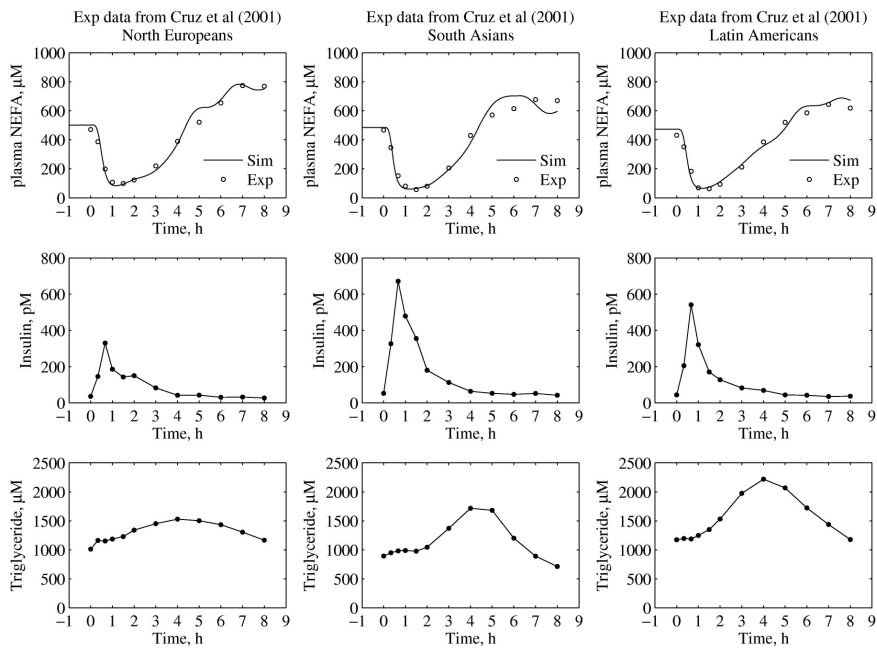 Exp data from Cruz et al (2001)
North Europeans
Exp data from Cruz et al (2001)
South Asians
Exp data from Cruz et al (2001)
Latin Americans
plasma NEFA, μM
1000
800
600
400
200
0
Sim
Exp
−1 0 1 2 3 4 5 6 7 8 9
Time, h
plasma NEFA, μM
1000
800
600
400
200
0
Sim
Exp
−1 0 1 2 3 4 5 6 7 8 9
Time, h
plasma NEFA, μM
1000
800
600
400
200
0
Sim
Exp
−1 0 1 2 3 4 5 6 7 8 9
Time, h
Insulin, pM
800
600
400
200
0
−1 0 1 2 3 4 5 6 7 8 9
Time, h
Insulin, pM
800
600
400
200
0
−1 0 1 2 3 4 5 6 7 8 9
Time, h
Insulin, pM
800
600
400
200
0
−1 0 1 2 3 4 5 6 7 8 9
Time, h
Triglyceride, μM
2500
2000
1500
1000
500
0
−1 0 1 2 3 4 5 6 7 8 9
Time, h
Triglyceride, μM
2500
2000
1500
1000
500
0
−1 0 1 2 3 4 5 6 7 8 9
Time, h
Triglyceride, μM
2500
2000
1500
1000
500
0
−1 0 1 2 3 4 5 6 7 8 9
Time, h